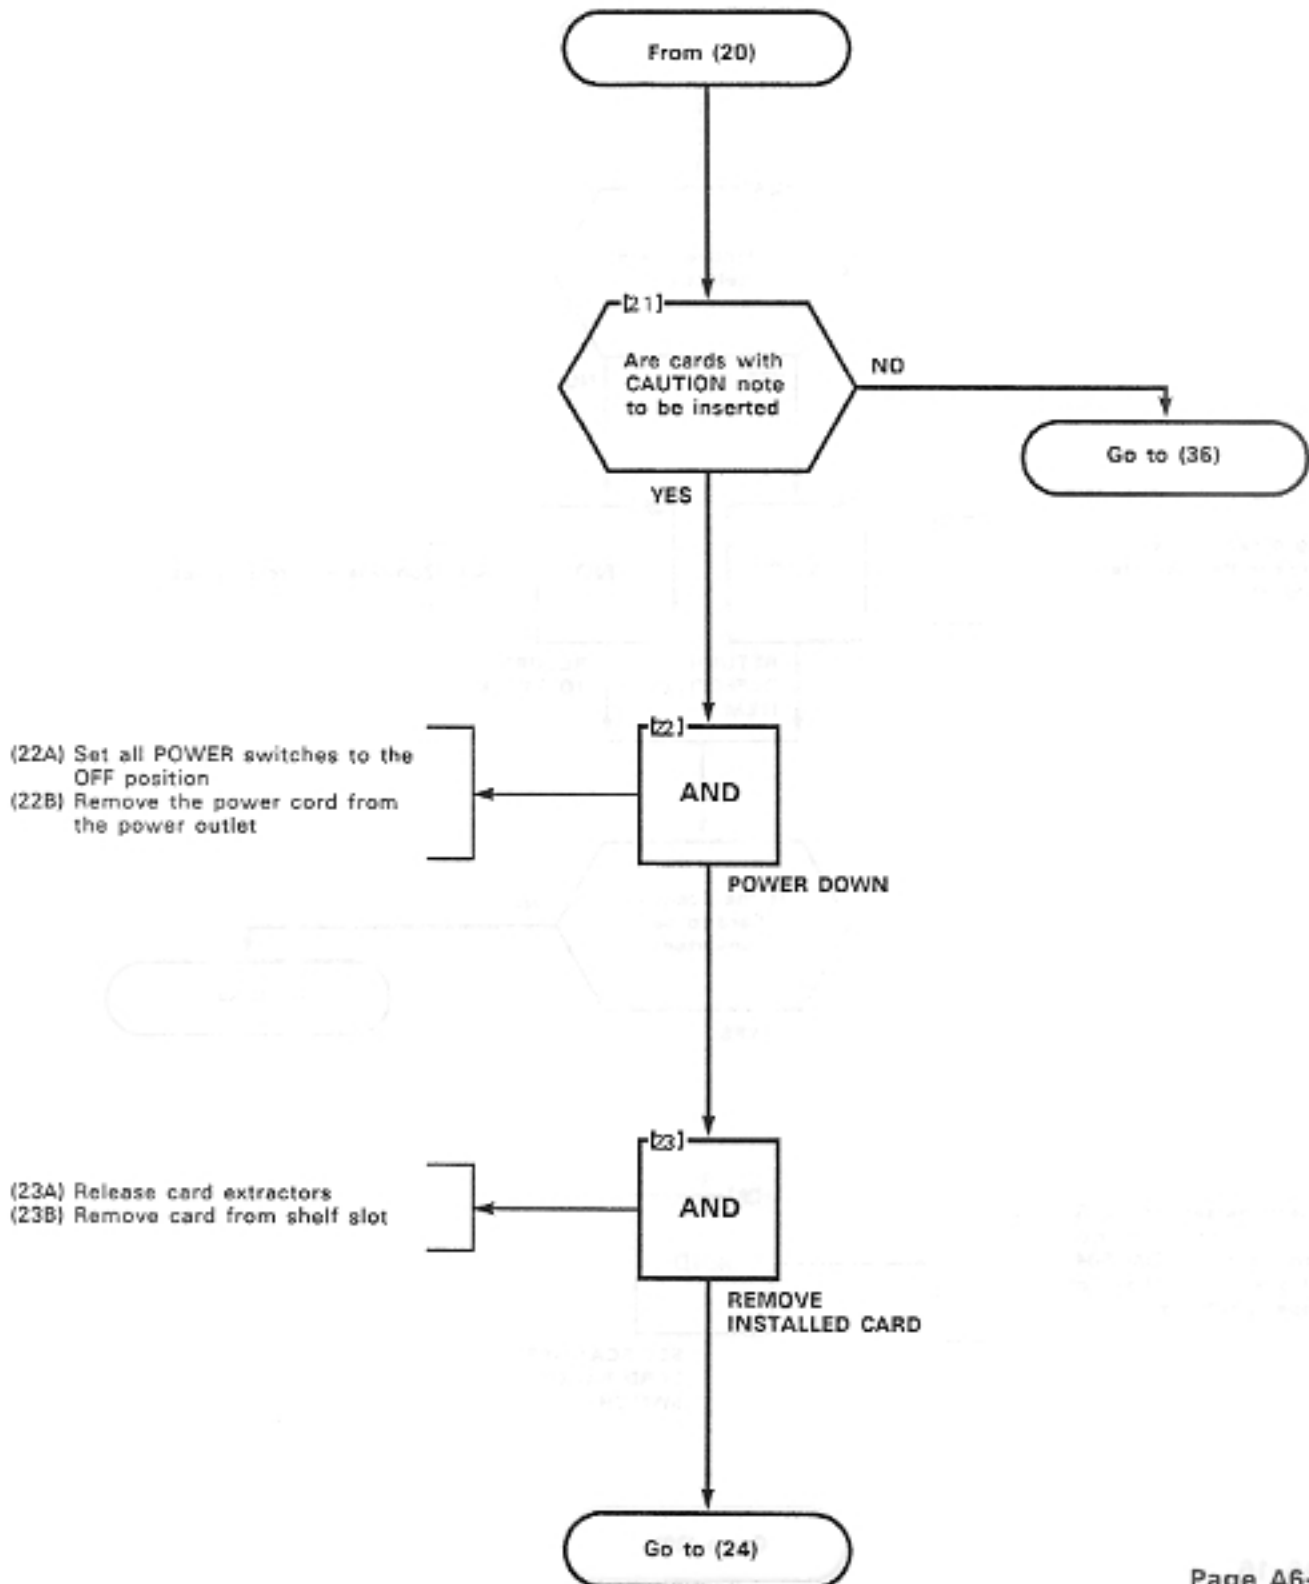 From (20)
[21]
Are cards with
CAUTION note
to be inserted
NO
Go to (36)
YES
[22]
(22A) Set all POWER switches to the
OFF position
(22B) Remove the power cord from
the power outlet
AND
POWER DOWN
[23]
(23A) Release card extractors
(23B) Remove card from shelf slot
AND
REMOVE
INSTALLED CARD
Go to (24)
Page A6-